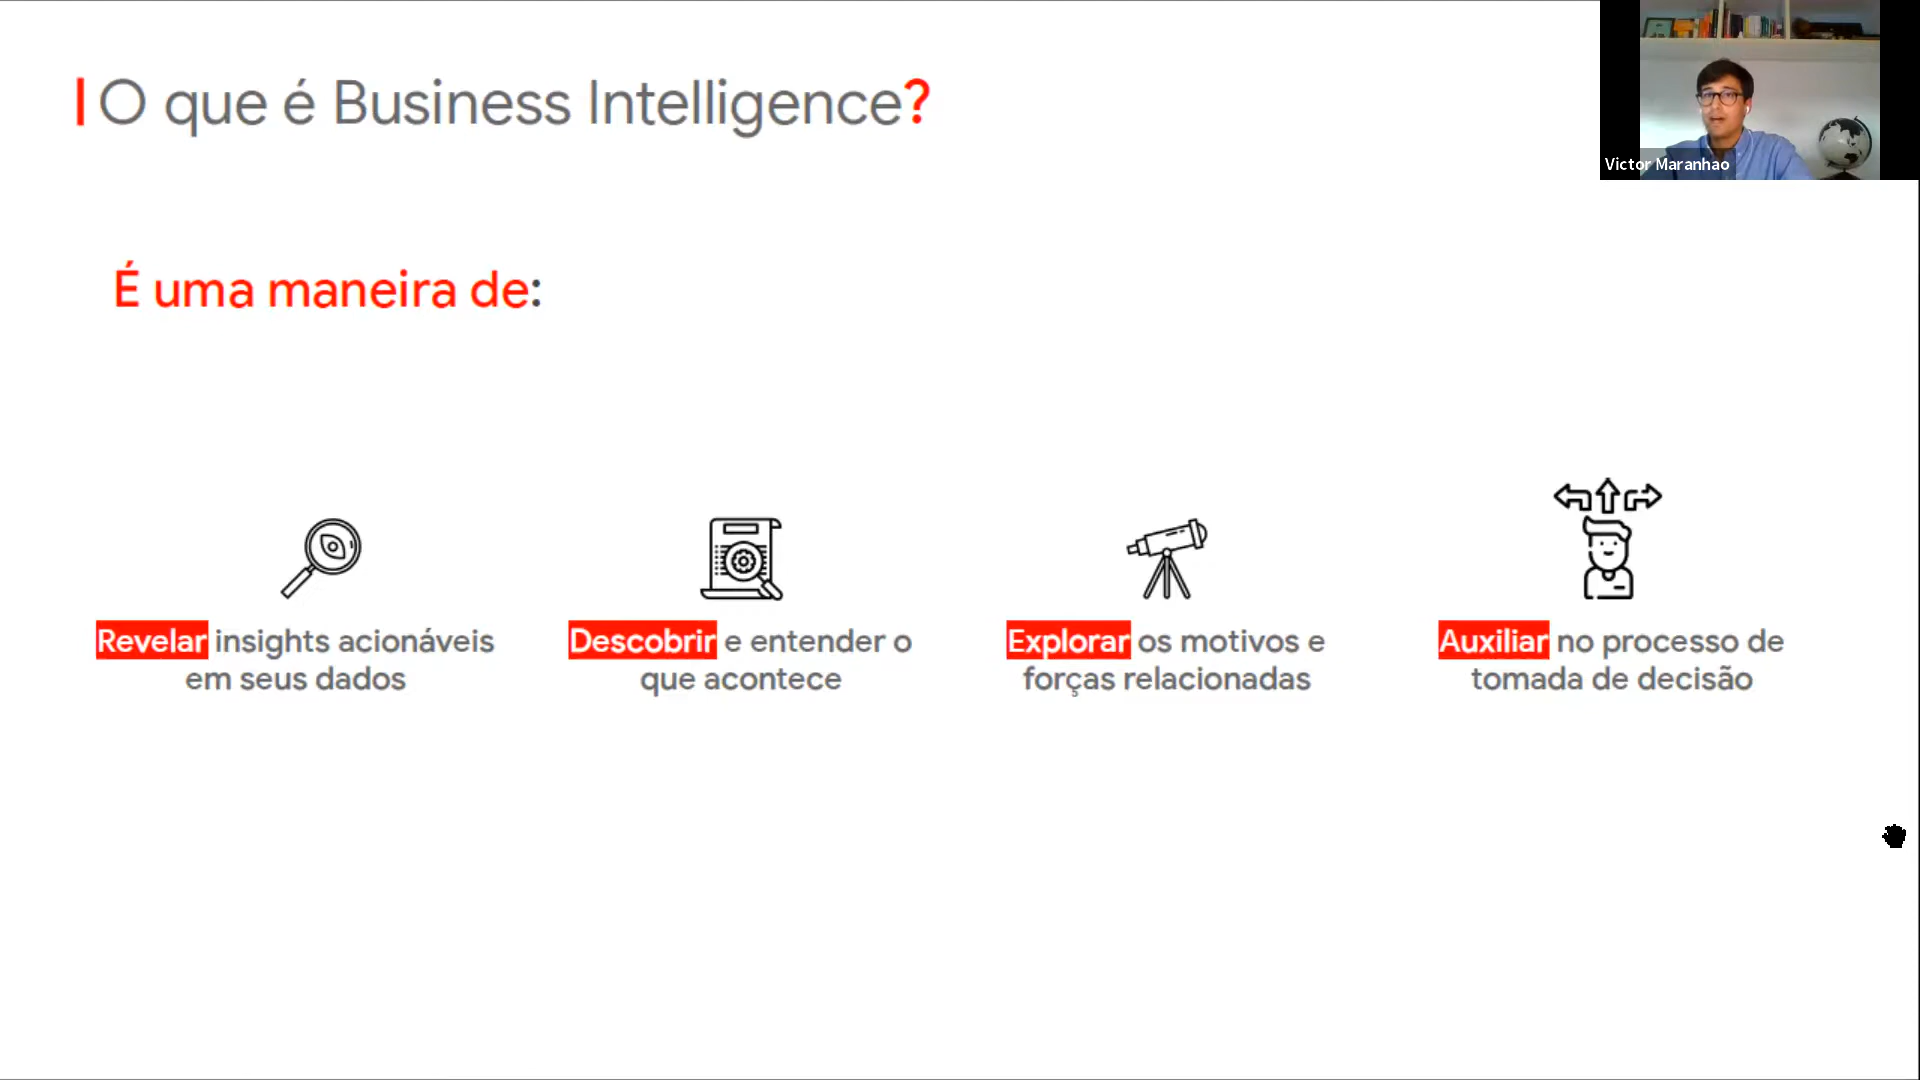 O que é Business Intelligence?
Victor Maranhao
É uma maneira de:
Revelar insights acionáveis
em seus dados
Descobrir e entender o
que acontece
Explorar os motivos e
forças relacionadas
Auxiliar no processo de
tomada de decisão